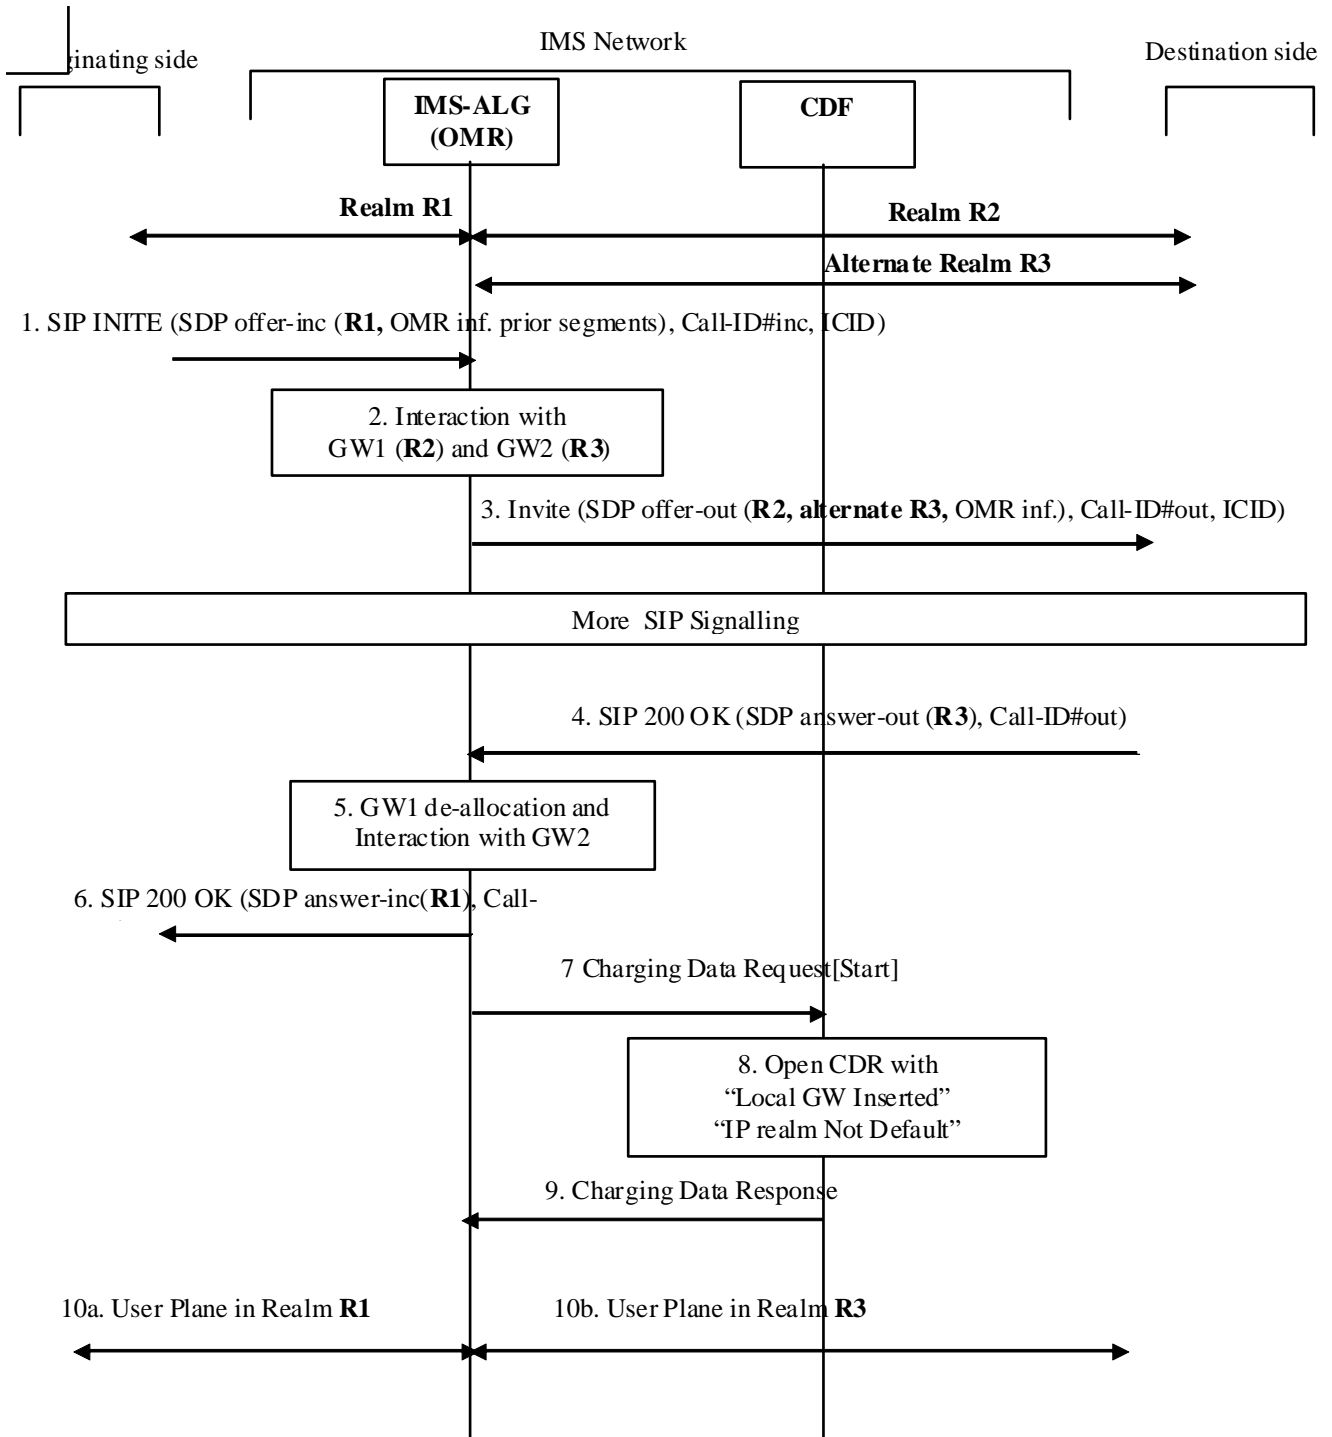 IMS Network
ginating side
Destination side
IMS-ALG
(OMR)
CDF
Realm R1
Realm R2
Alternate Realm R3
1. SIP INITE (SDP offer-inc (R1, OMR inf. prior segments), Call-ID#inc, ICID)
2. Interaction with
GW1 (R2) and GW2 (R3)
3. Invite (SDP offer-out (R2, alternate R3, OMR inf.), Call-ID#out, ICID)
More SIP Signalling
4. SIP 200 OK (SDP answer-out (R3), Call-ID#out)
5. GW1 de-allocation and
Interaction with GW2
6. SIP 200 OK (SDP answer-inc(R1), Call-
7 Charging Data Request[Start]
8. Open CDR with
“Local GW Inserted”
“IP realm Not Default”
9. Charging Data Response
10a. User Plane in Realm R1
10b. User Plane in Realm R3